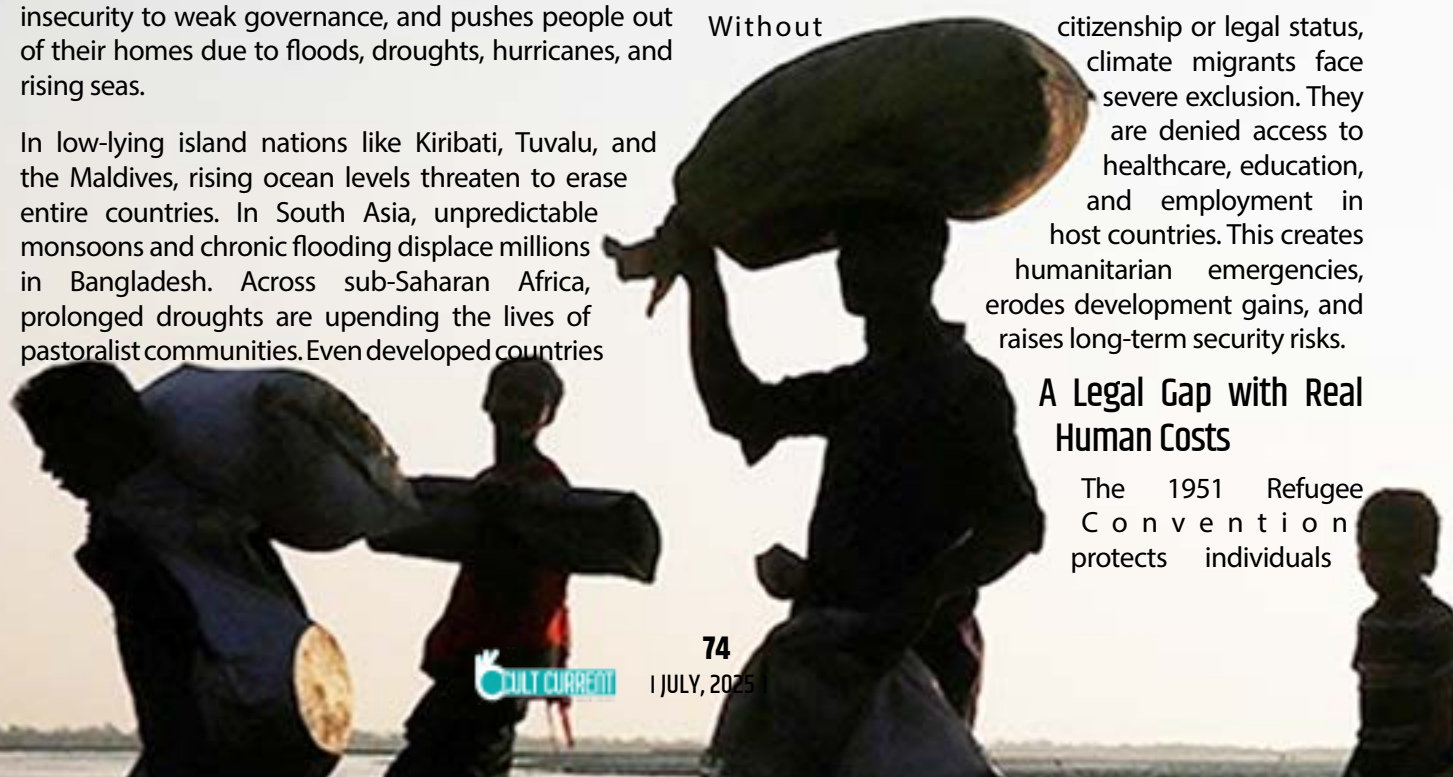 insecurity to weak governance, and pushes people out
of their homes due to floods, droughts, hurricanes, and
rising seas.
In low-lying island nations like Kiribati, Tuvalu, and
the Maldives, rising ocean levels threaten to erase
entire countries. In South Asia, unpredictable
monsoons and chronic flooding displace millions
in Bangladesh. Across sub-Saharan Africa,
prolonged droughts are upending the lives of
pastoralist communities. Even developed countries
Without citizenship or legal status,
climate migrants face
severe exclusion. They
are denied access to
healthcare, education,
and employment in
host countries. This creates
humanitarian emergencies,
erodes development gains, and
raises long-term security risks.
A Legal Gap with Real
Human Costs
The 1951 Refugee
Convention
protects individuals
CULT CURRENT
74
| JULY, 2025 |